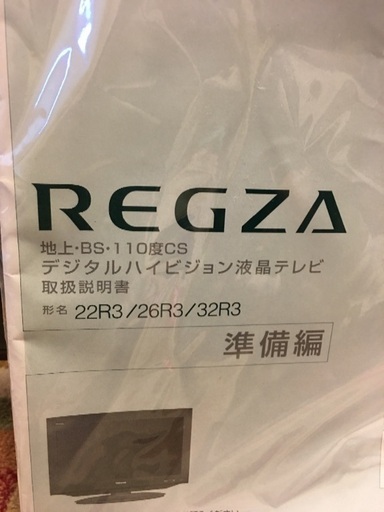 REGZA
地上・BS・110度CS
デジタルハイビジョン液晶テレビ
取扱説明書
形名 22R3/26R3/32R3
準備編